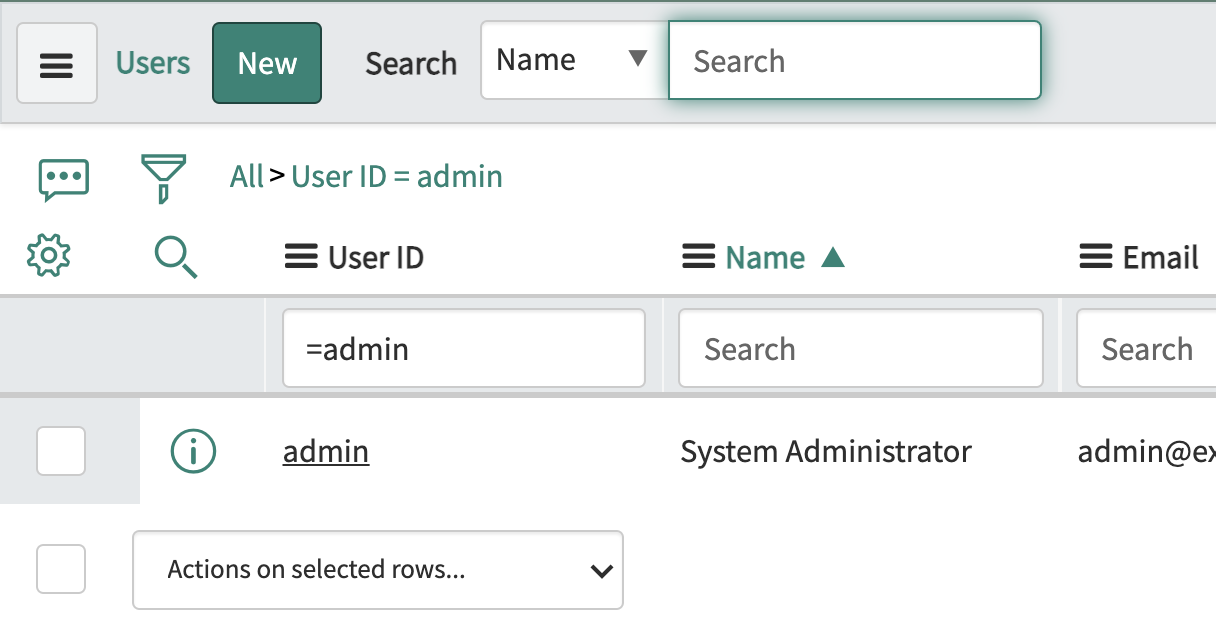 Users New Search Name Search
All > User ID = admin
User ID Name Email
=admin Search Search
admin System Administrator admin@ex
Actions on selected rows...